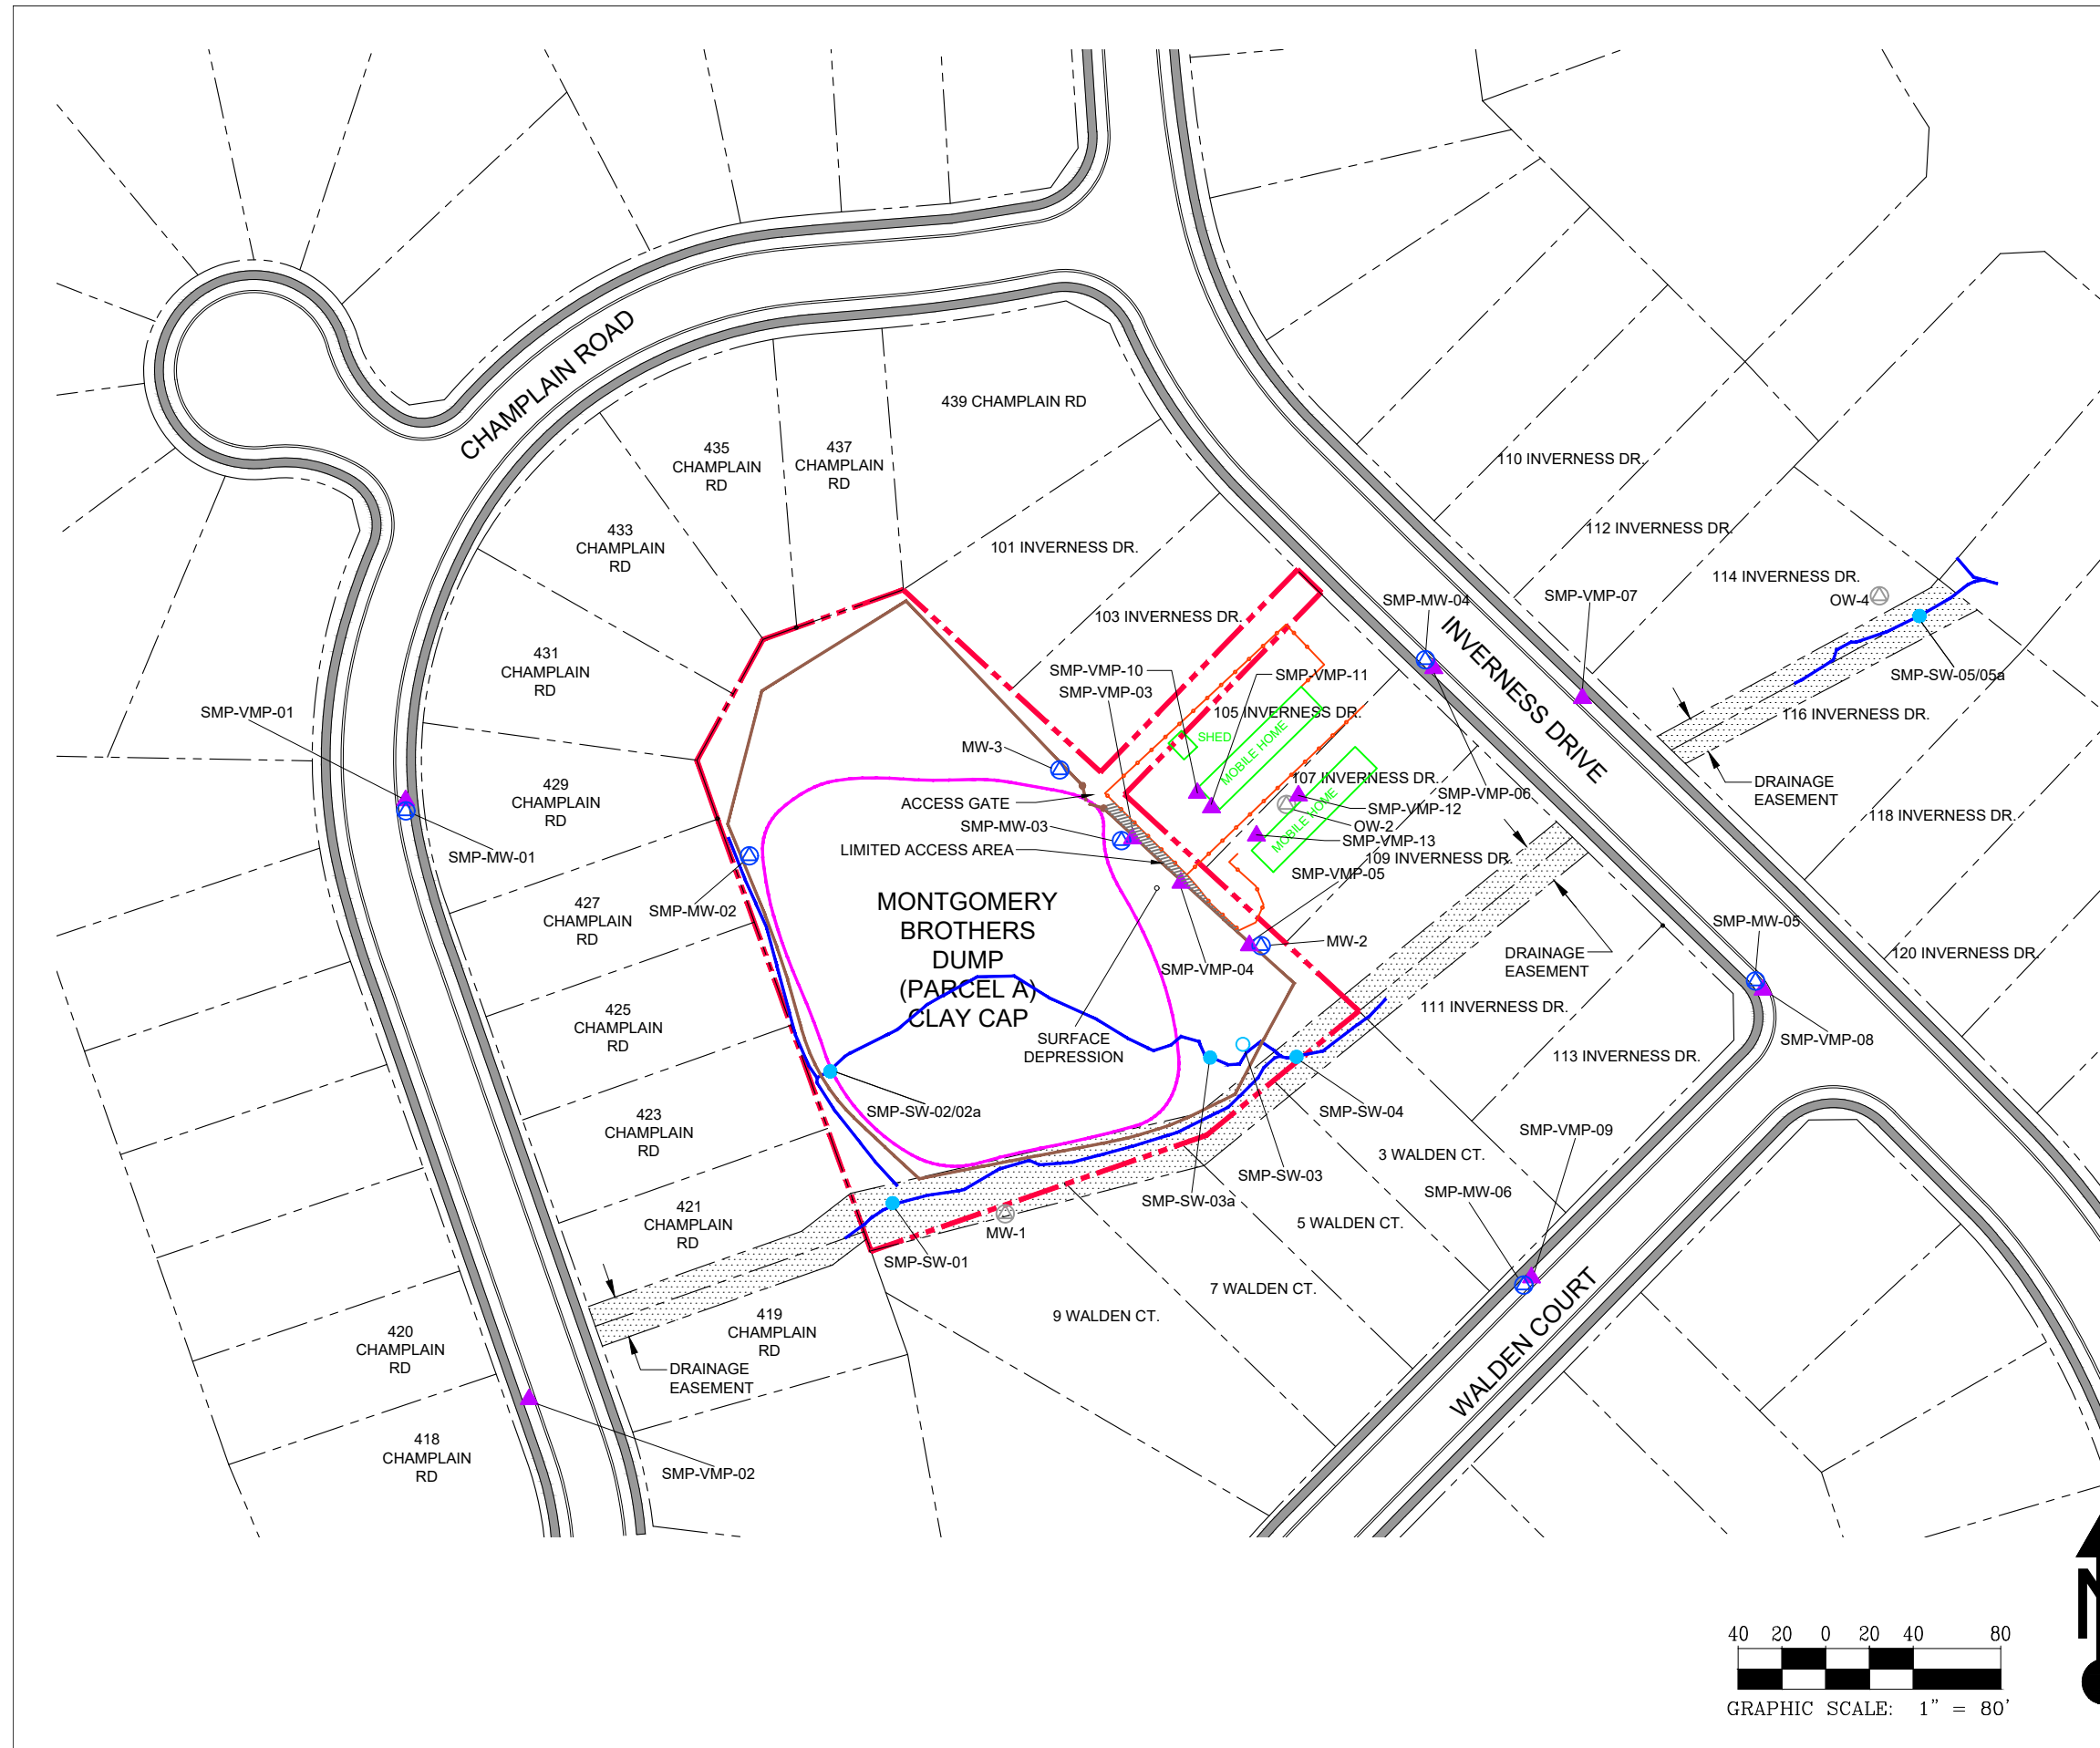 CHAMPLAIN ROAD
439 CHAMPLAIN RD
435
CHAMPLAIN
RD
437
CHAMPLAIN
RD
433
CHAMPLAIN
RD
431
CHAMPLAIN
RD
429
CHAMPLAIN
RD
427
CHAMPLAIN
RD
425
CHAMPLAIN
RD
423
CHAMPLAIN
RD
421
CHAMPLAIN
RD
419
CHAMPLAIN
RD
420
CHAMPLAIN
RD
418
CHAMPLAIN
RD
SMP-VMP-01
SMP-MW-01
SMP-MW-02
SMP-VMP-02
DRAINAGE
EASEMENT
101 INVERNESS DR.
103 INVERNESS DR.
SMP-VMP-10
SMP-VMP-03
SMP-VMP-11
105 INVERNESS DR.
SHED
MOBILE HOME
MW-3
ACCESS GATE
SMP-MW-03
LIMITED ACCESS AREA
107 INVERNESS DR.
SMP-VMP-12
OW-2
SMP-VMP-13
MOBILE HOME
109 INVERNESS DR.
SMP-VMP-05
MW-2
SMP-VMP-04
MONTGOMERY
BROTHERS
DUMP
(PARCEL A)
CLAY CAP
SURFACE
DEPRESSION
SMP-SW-02/02a
SMP-SW-01
MW-1
SMP-SW-03a
SMP-SW-03
SMP-SW-04
SMP-MW-04
INVERNESS DRIVE
SMP-VMP-06
SMP-VMP-07
110 INVERNESS DR.
112 INVERNESS DR.
114 INVERNESS DR.
OW-4
SMP-SW-05/05a
116 INVERNESS DR.
DRAINAGE
EASEMENT
118 INVERNESS DR.
120 INVERNESS DR.
SMP-MW-05
SMP-VMP-08
DRAINAGE
EASEMENT
111 INVERNESS DR.
113 INVERNESS DR.
SMP-VMP-09
SMP-MW-06
3 WALDEN CT.
5 WALDEN CT.
7 WALDEN CT.
9 WALDEN CT.
WALDEN COURT
40 20 0 20 40 80
GRAPHIC SCALE: 1" = 80'